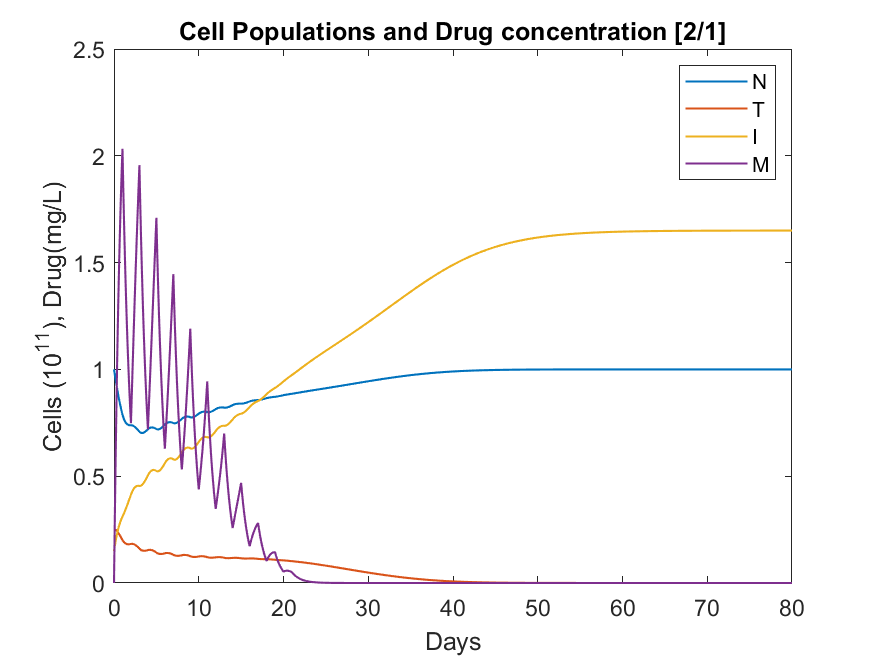 Cell Populations and Drug concentration [2/1]
2.5
2
1.5
1
0.5
0
0 10 20 30 40 50 60 70 80
Days
Cells (10^11), Drug(mg/L)
N
T
I
M